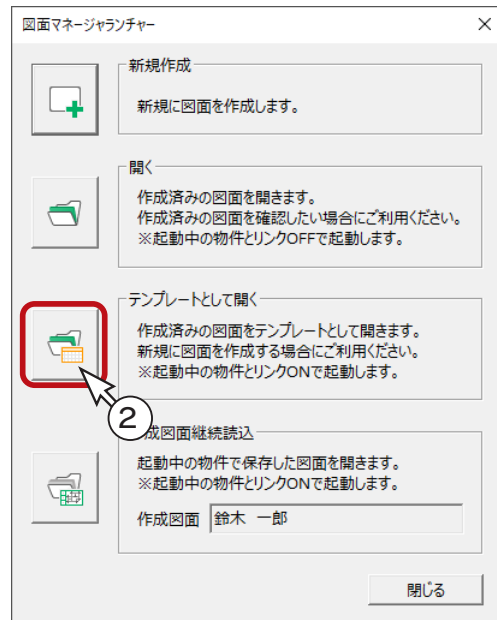 図面マネージャランチャー
新規作成
新規に図面を作成します。
開く
作成済みの図面を開きます。
作成済みの図面を確認したい場合にご利用ください。
※起動中の物件とリンクOFFで起動します。
テンプレートとして開く
作成済みの図面をテンプレートとして開きます。
新規に図面を作成する場合にご利用ください。
※起動中の物件とリンクONで起動します。
2
成図面継続読込
起動中の物件で保存した図面を開きます。
※起動中の物件とリンクONで起動します。
作成図面 鈴木 一郎
閉じる